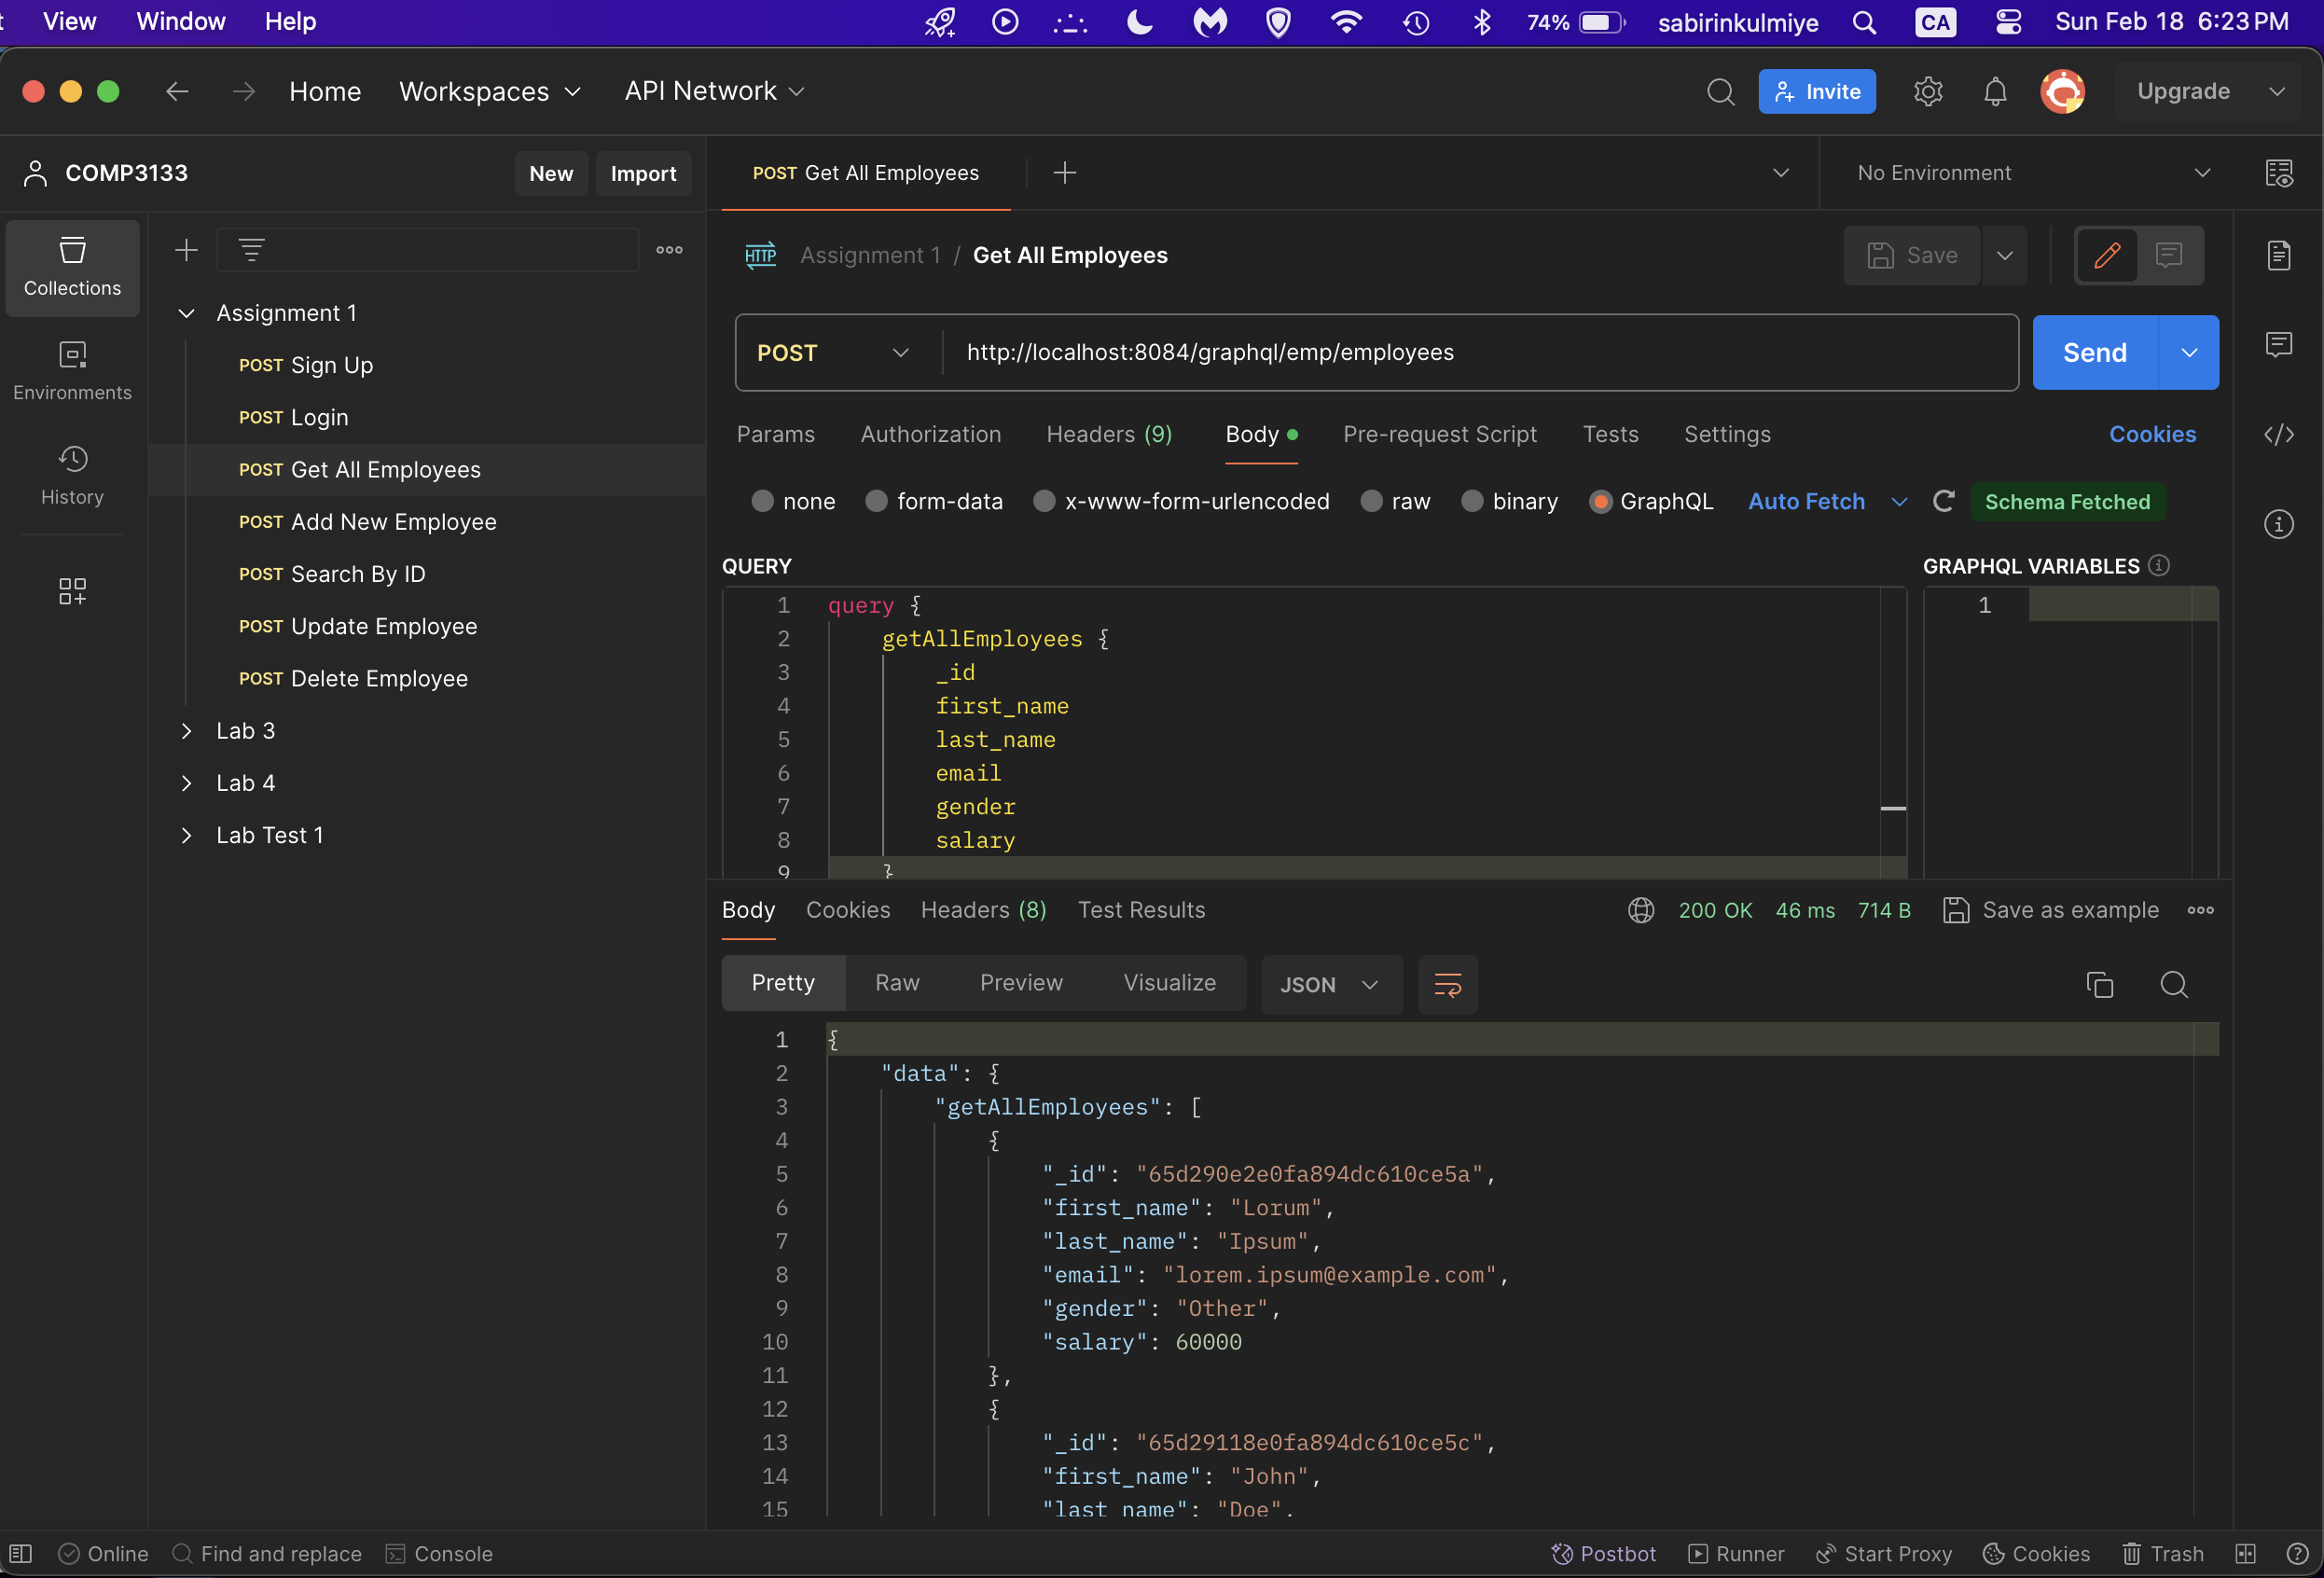 View Window Help 74% sabirinkulmiye CA Sun Feb 18 6:23 PM
Home Workspaces API Network Invite Upgrade
COMP3133 New Import
POST Get All Employees No Environment
Collections
Environments
History
Assignment 1
POST Sign Up
POST Login
POST Get All Employees
POST Add New Employee
POST Search By ID
POST Update Employee
POST Delete Employee
Lab 3
Lab 4
Lab Test 1
HTTP Assignment 1 / Get All Employees Save
POST http://localhost:8084/graphql/emp/employees Send
Params Authorization Headers (9) Body Pre-request Script Tests Settings Cookies
none form-data x-www-form-urlencoded raw binary GraphQL Auto Fetch Schema Fetched
QUERY GRAPHQL VARIABLES
1 query {
2 getAllEmployees {
3 _id
4 first_name
5 last_name
6 email
7 gender
8 salary
9 }
1
Body Cookies Headers (8) Test Results 200 OK 46 ms 714 B Save as example
Pretty Raw Preview Visualize JSON
1 {
2 "data": {
3 "getAllEmployees": [
4 {
5 "_id": "65d290e2e0fa894dc610ce5a",
6 "first_name": "Lorum",
7 "last_name": "Ipsum",
8 "email": "lorem.ipsum@example.com",
9 "gender": "Other",
10 "salary": 60000
11 },
12 {
13 "_id": "65d29118e0fa894dc610ce5c",
14 "first_name": "John",
15 "last_name": "Doe",
Online Find and replace Console Postbot Runner Start Proxy Cookies Trash